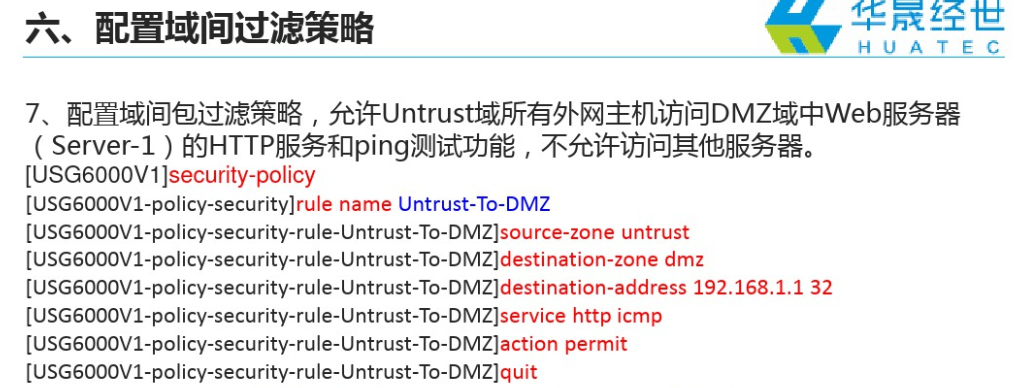 六、配置域间过滤策略
华晟经世
HUATEC
7、配置域间包过滤策略，允许Untrust域所有外网主机访问DMZ域中Web服务器
（Server-1）的HTTP服务和ping测试功能，不允许访问其他服务器。
[USG6000V1]security-policy
[USG6000V1-policy-security]rule name Untrust-To-DMZ
[USG6000V1-policy-security-rule-Untrust-To-DMZ]source-zone untrust
[USG6000V1-policy-security-rule-Untrust-To-DMZ]destination-zone dmz
[USG6000V1-policy-security-rule-Untrust-To-DMZ]destination-address 192.168.1.1 32
[USG6000V1-policy-security-rule-Untrust-To-DMZ]service http icmp
[USG6000V1-policy-security-rule-Untrust-To-DMZ]action permit
[USG6000V1-policy-security-rule-Untrust-To-DMZ]quit